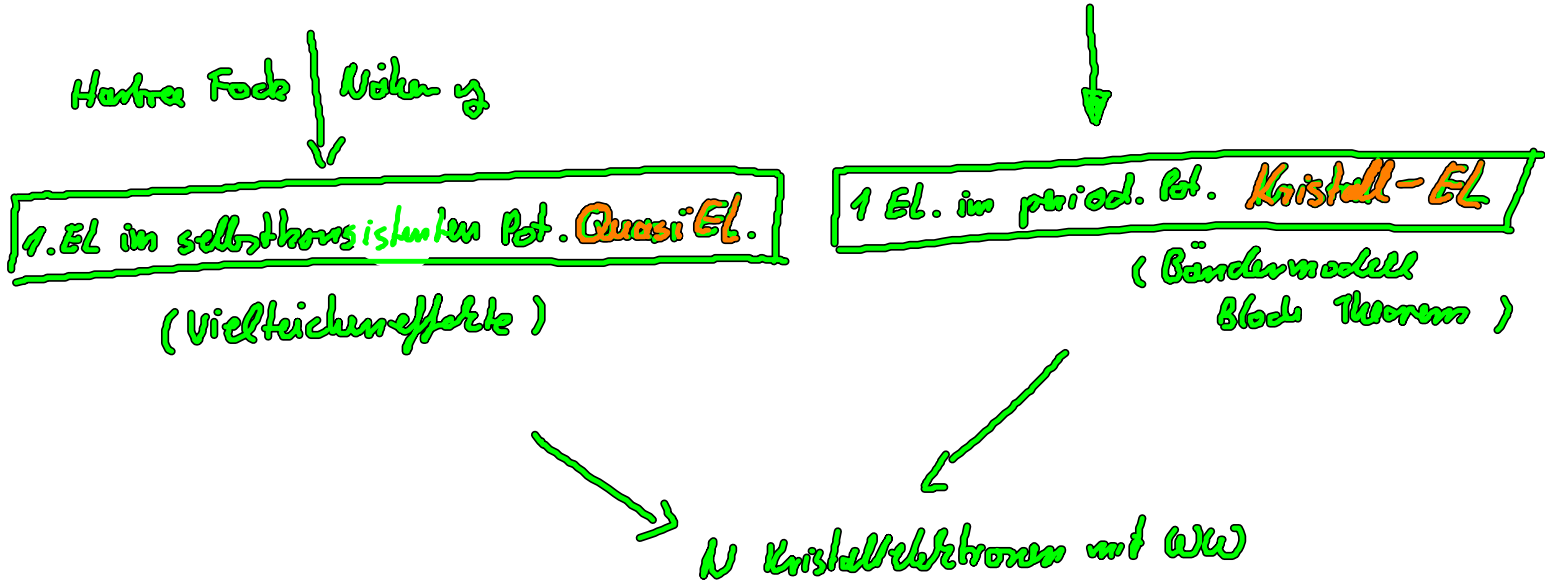 Hartree Fock Näherung
1. El im selbstkonsistenten Pot. Quasi El.
(Vielteicheneffekte)
1 El. im period. Pot. Kristall-El
(Bändermodell
Bloch Theorem)
N Kristallelektronen mit WW